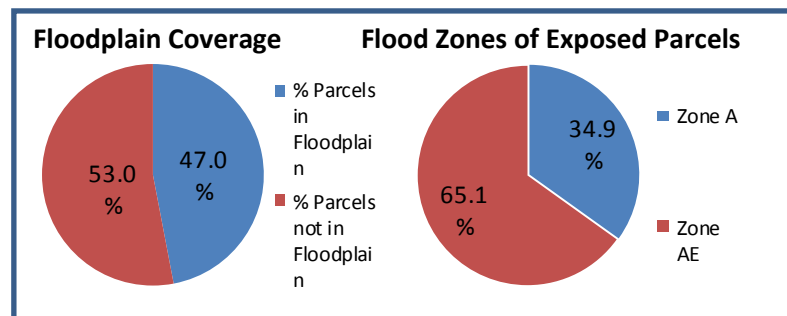 Floodplain Coverage
53.0
%
47.0
%
% Parcels
in
Floodplai
n
% Parcels
not in
Floodplai
n
Flood Zones of Exposed Parcels
34.9
%
65.1
%
Zone A
Zone
AE